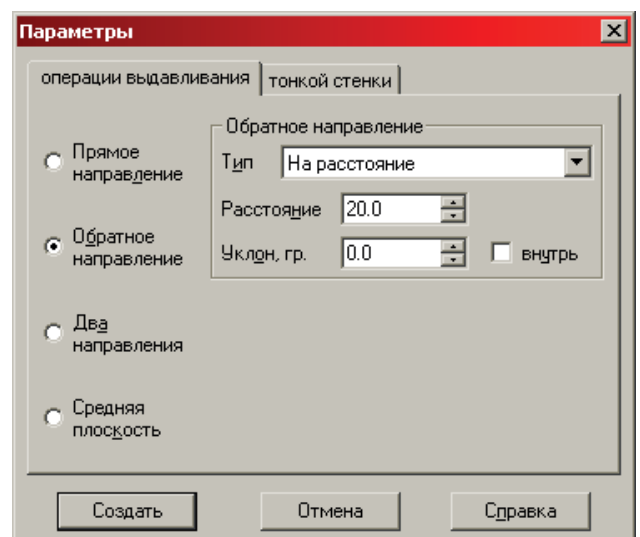 Параметры
операции выдавливания
тонкой стенки
Прямое
направление
Обратное
направление
Два
направления
Средняя
плоскость
Обратное направление
Тип
На расстояние
Расстояние
20.0
Уклон, гр.
0.0
внутрь
Создать
Отмена
Справка